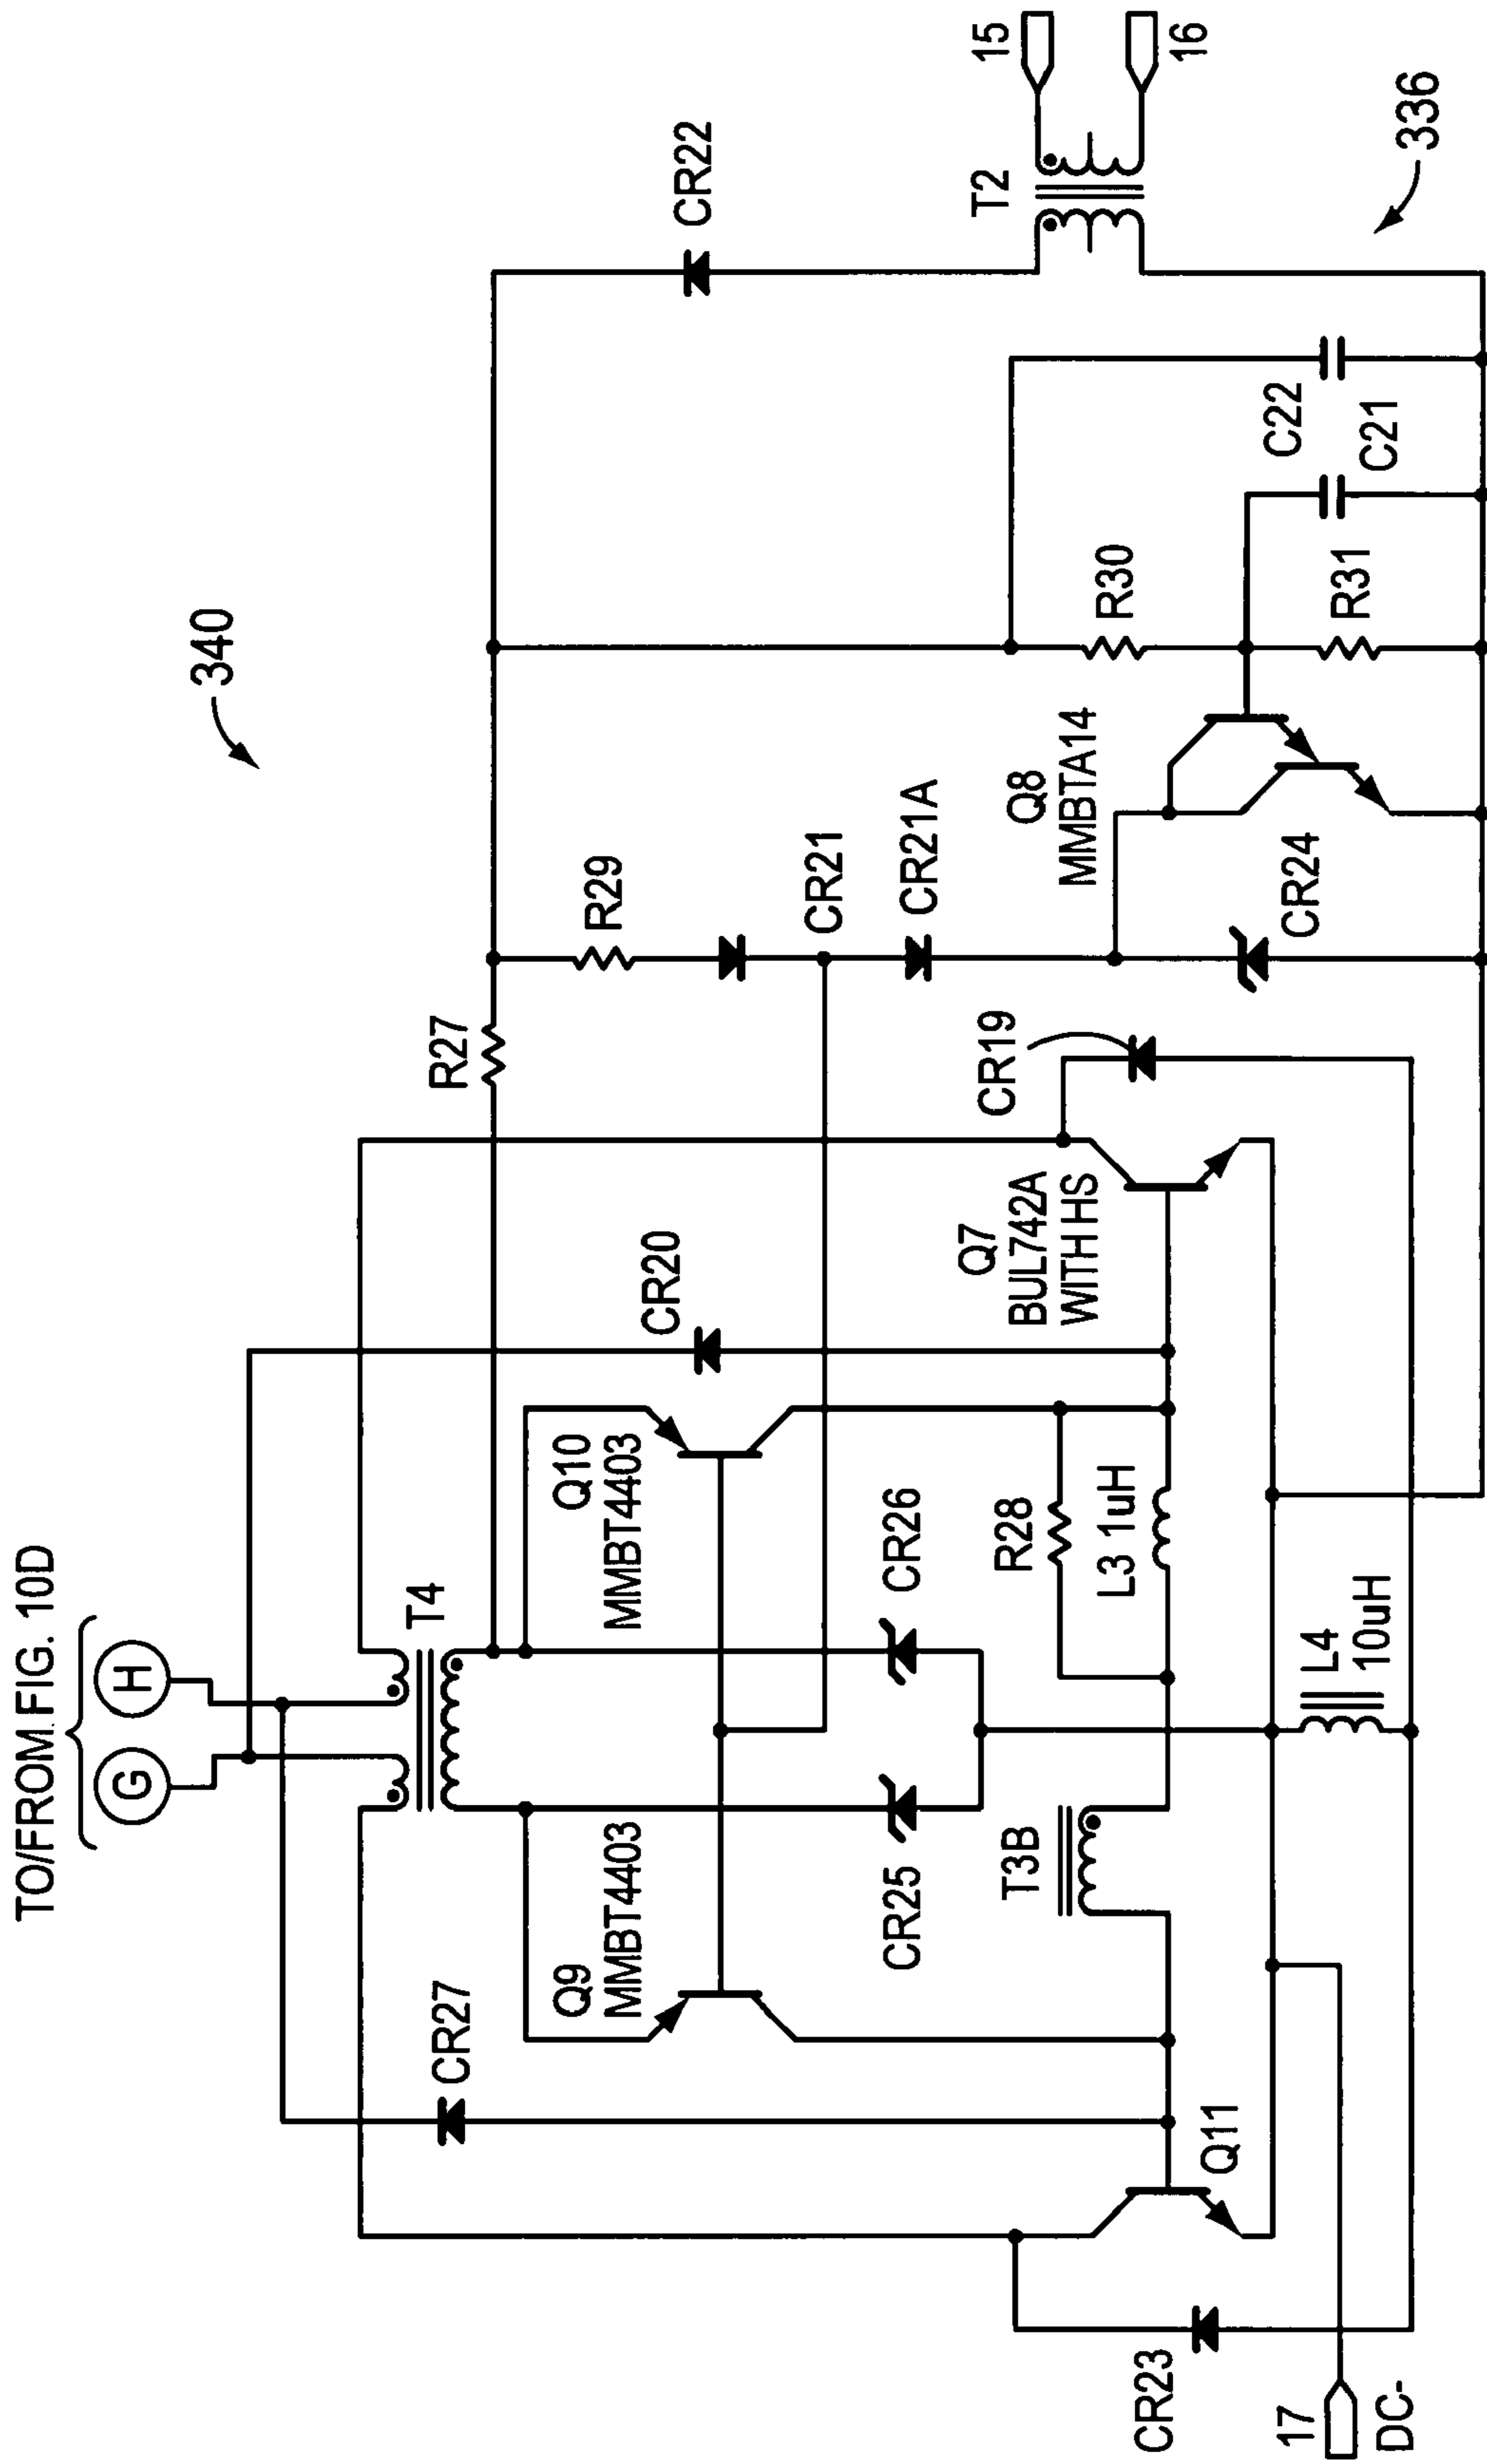 TO/FROM.FIG. 10D
G
H
340
T4
CR27
Q9
MMBT4403
Q10
MMBT4403
CR20
R27
R29
CR22
CR21
CR21A
CR25
CR26
T3B
R28
L3 1uH
Q7
BUL742A
WITH HS
CR19
Q8
MMBTA14
CR24
R30
R31
C22
C21
T2
15
16
336
CR23
Q11
L4
10uH
17
DC-